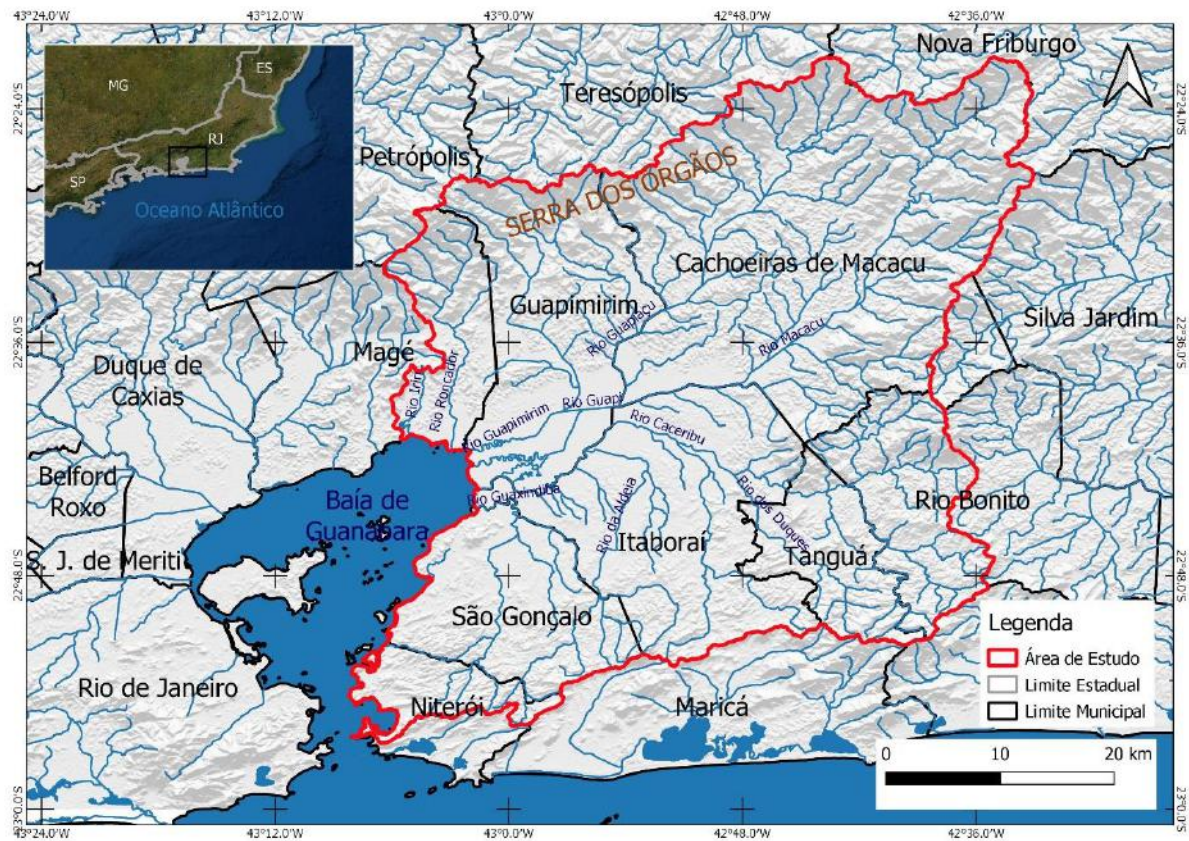 43°24.0'W
43°12.0'W
43°0.0'W
42°48.0'W
42°36.0'W
22°24.0'S
22°36.0'S
22°48.0'S
23°0.0'S
22°24.0'S
22°36.0'S
22°48.0'S
23°0.0'S
MG
ES
RJ
SP
Oceano Atlântico
Nova Friburgo
Teresópolis
Petrópolis
SERRA DOS ÓRGÃOS
Cachoeiras de Macacu
Guapimirim
Silva Jardim
Rio Guapiaçu
Rio Macacu
Magé
Duque de
Caxias
Rio Iriri
Rio Roncador
Rio Guapi
Rio Guapimirim
Rio Caceribu
Belford
Roxo
Baía de
Guanabara
Rio Guaxindiba
Rio da Aldeia
Rio dos Duques
Rio Bonito
Itaboraí
Tanguá
S. J. de Meriti
São Gonçalo
Rio de Janeiro
Niterói
Maricá
Legenda
Área de Estudo
Limite Estadual
Limite Municipal
0 10 20 km
43°24.0'W
43°12.0'W
43°0.0'W
42°48.0'W
42°36.0'W